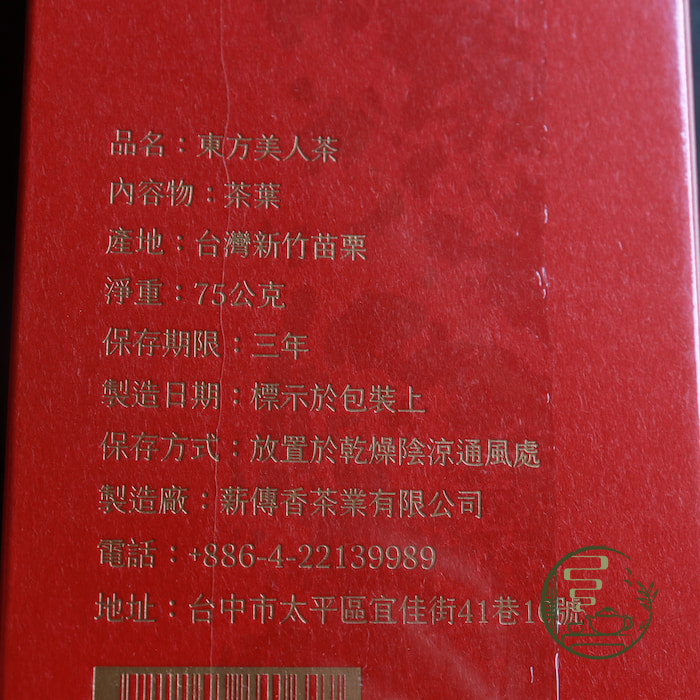 品名：東方美人茶
內容物：茶葉
產地：台灣新竹苗栗
淨重：75公克
保存期限：三年
製造日期：標示於包裝上
保存方式：放置於乾燥陰涼通風處
製造廠：薪傳香茶業有限公司
電話：+886-4-22139989
地址：台中市太平區宜佳街41巷號